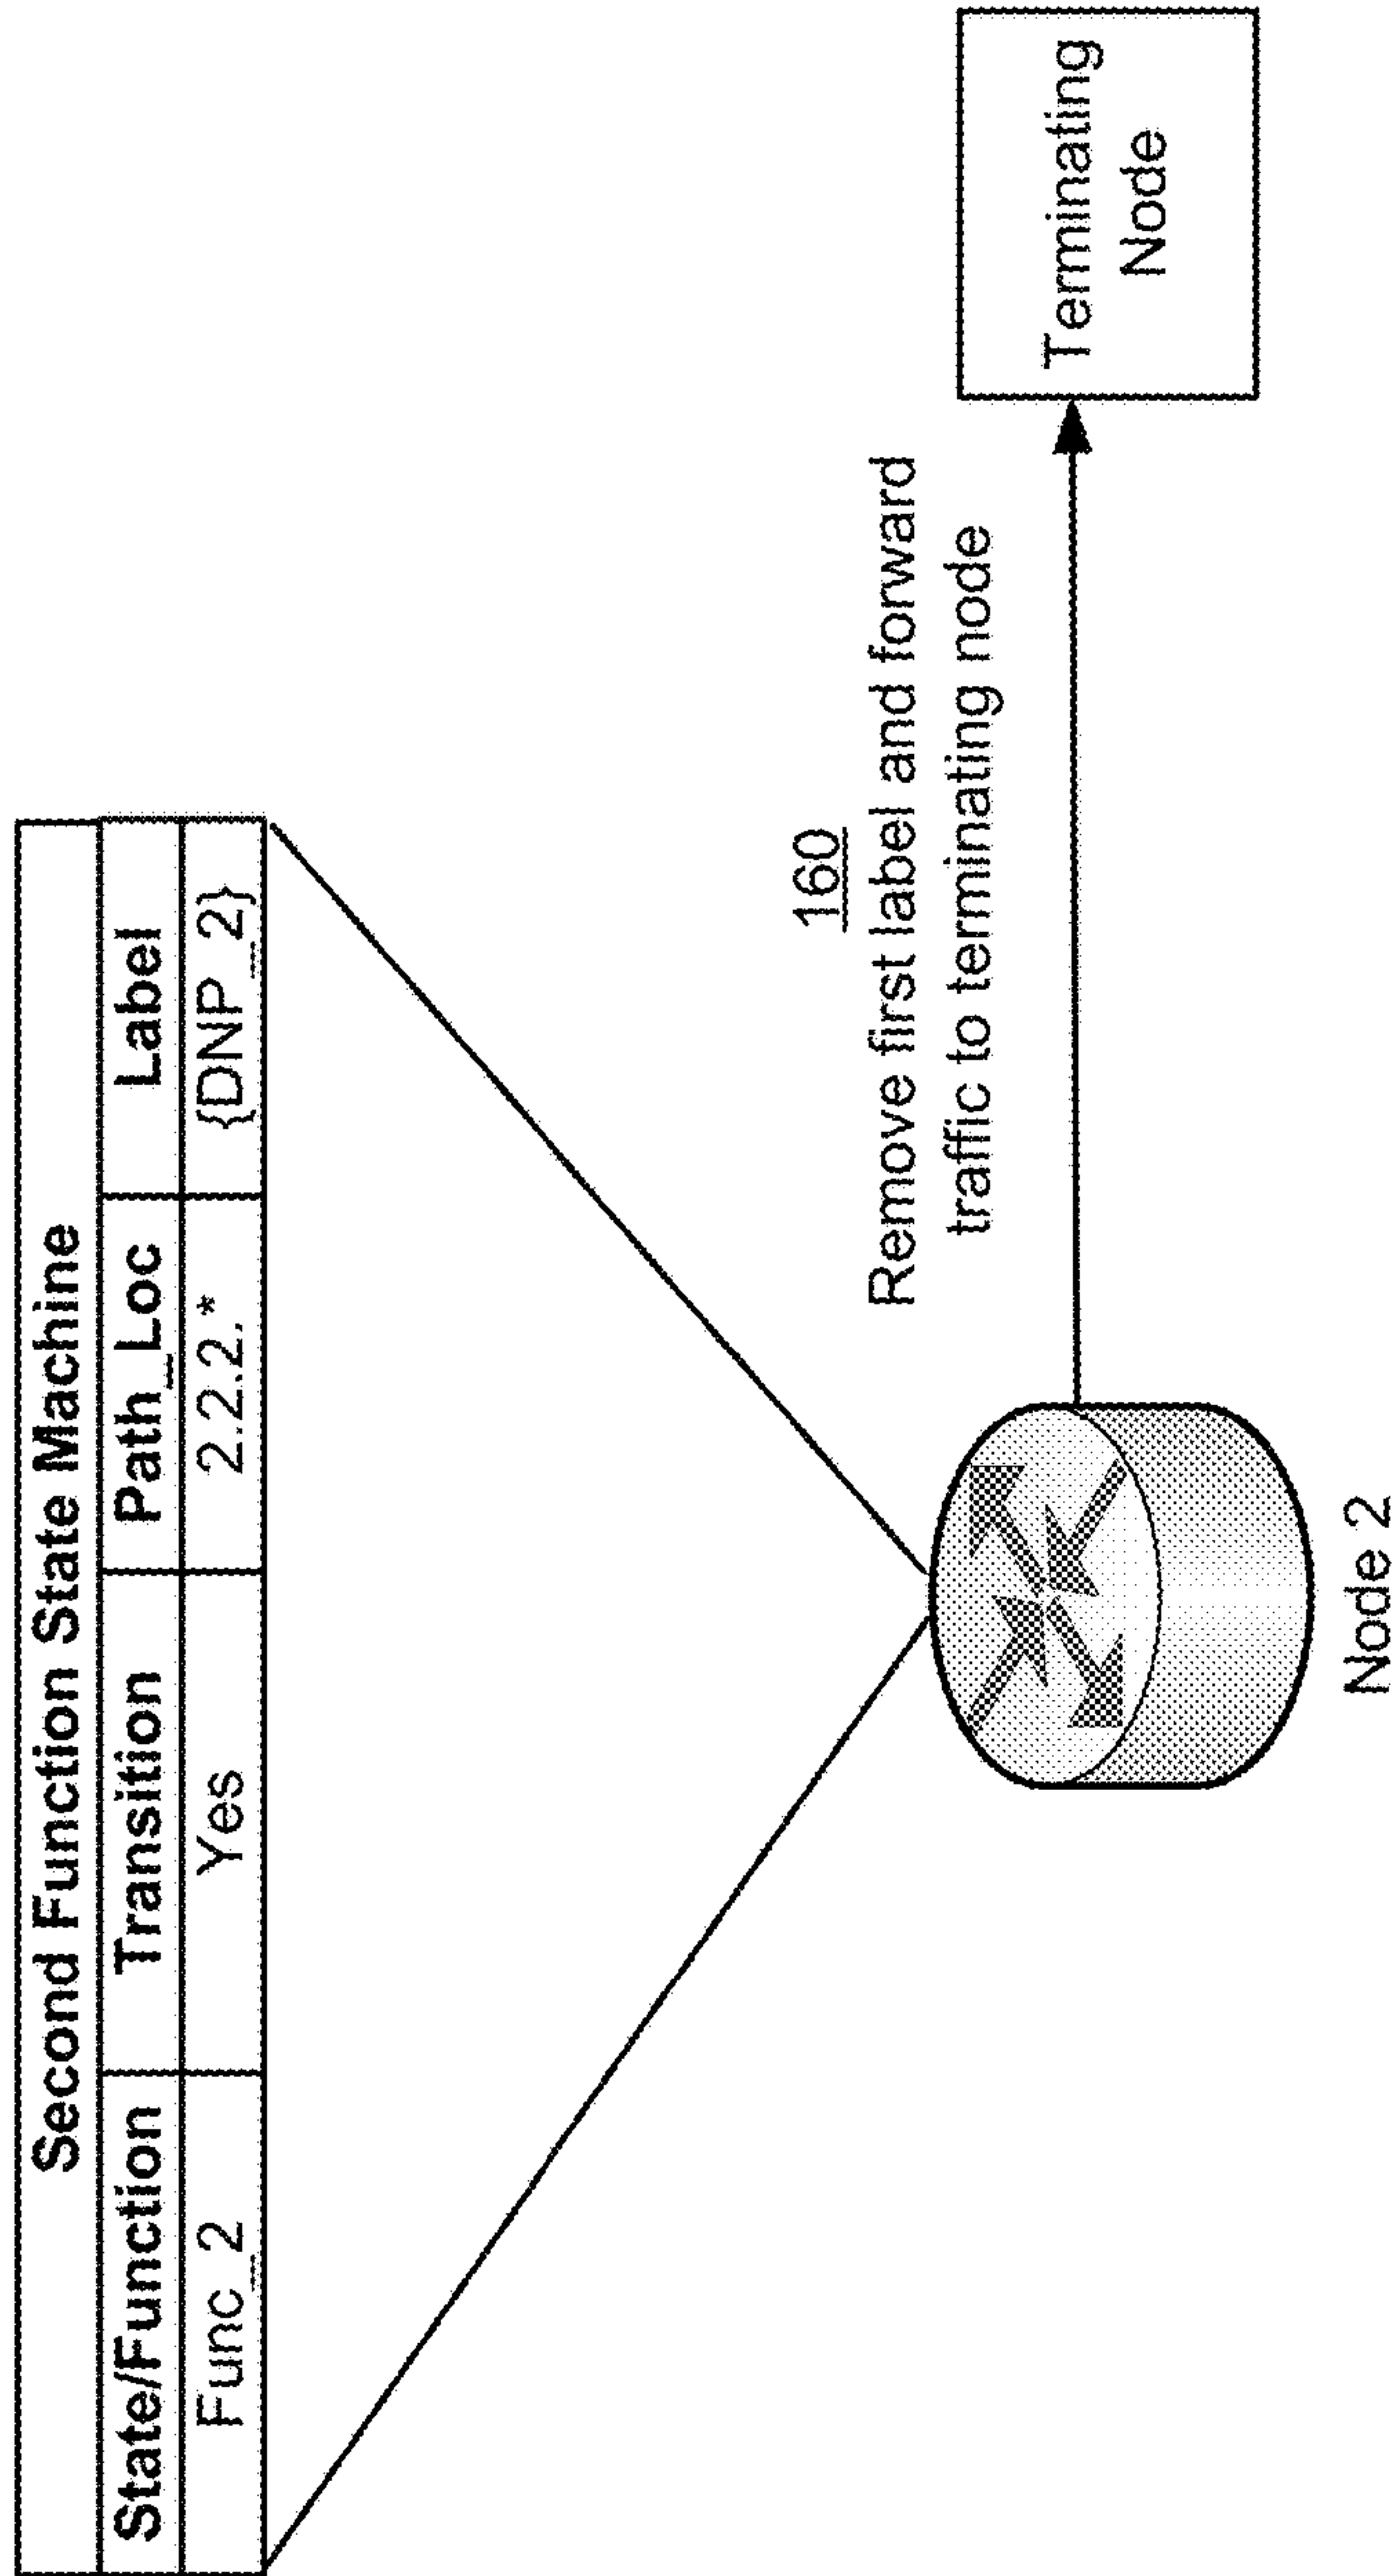 Second Function State Machine
State/Function Transition Path_Loc Label
Func_2 Yes 2.2.2.* {DNP_2}
160
Remove first label and forward
traffic to terminating node
Terminating
Node
Node 2